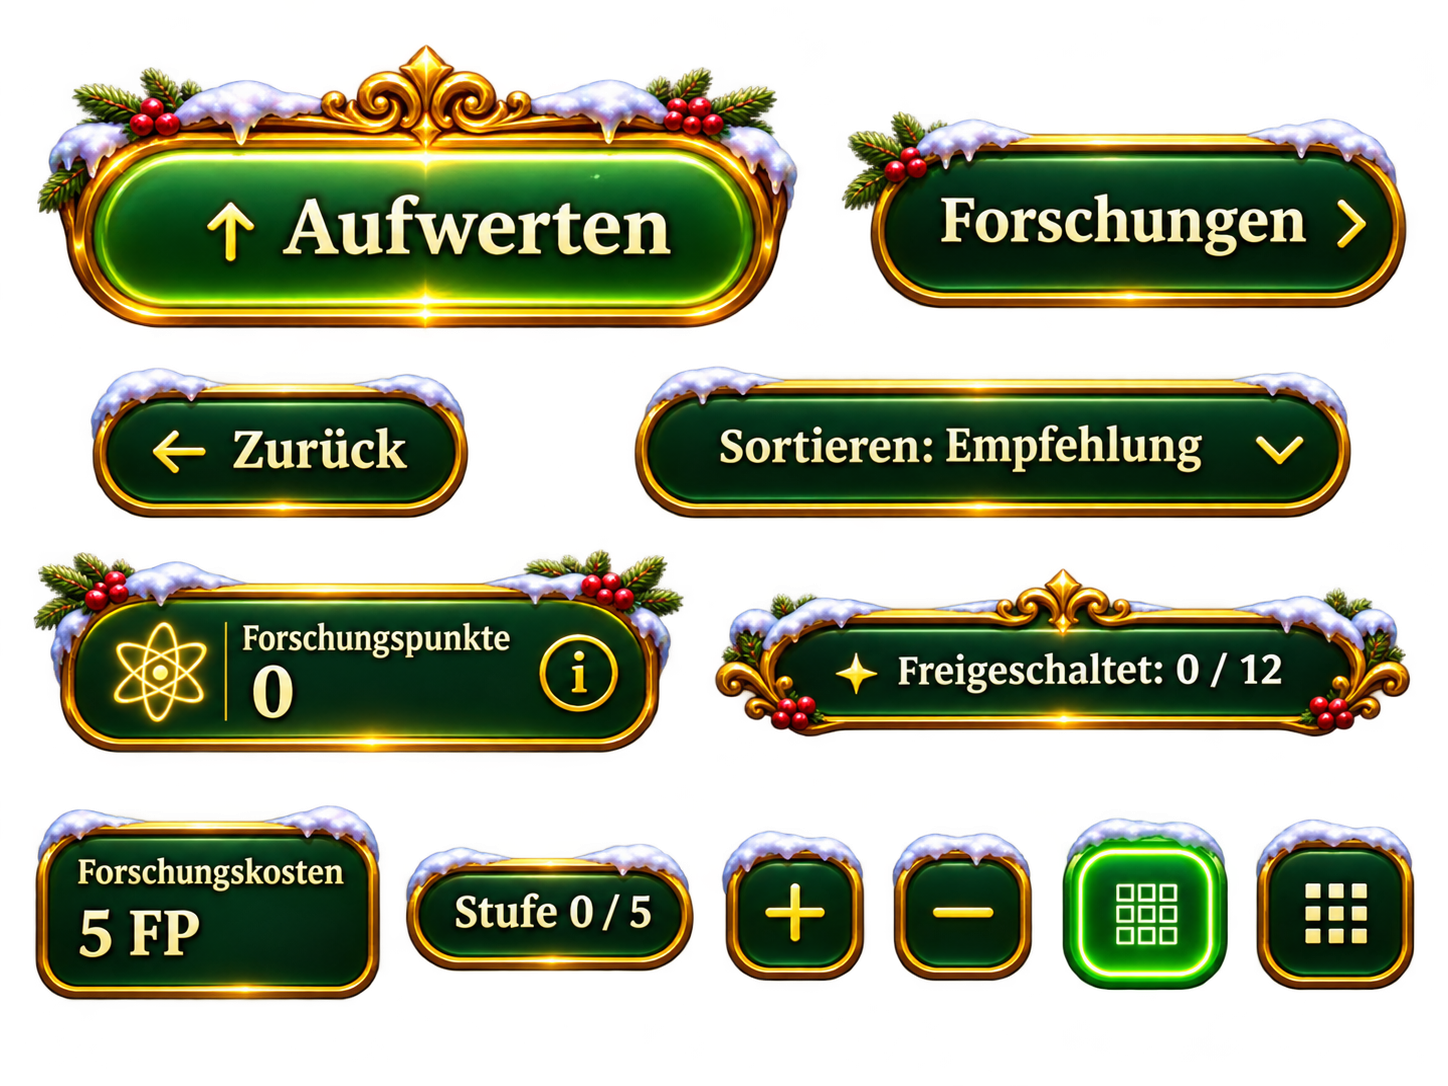 Aufwerten
Forschungen
Zurück
Sortieren: Empfehlung
Forschungspunkte
0
Freigeschaltet: 0 / 12
Forschungskosten
5 FP
Stufe 0 / 5